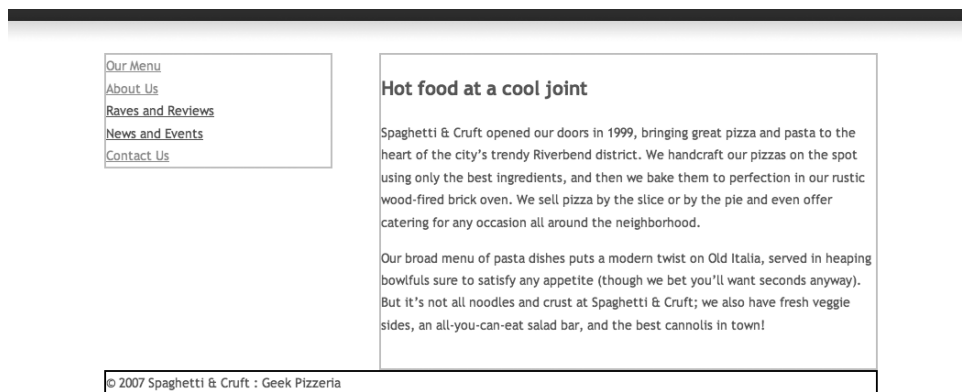 Our Menu
About Us
Raves and Reviews
News and Events
Contact Us
Hot food at a cool joint
Spaghetti & Cruft opened our doors in 1999, bringing great pizza and pasta to the
heart of the city’s trendy Riverbend district. We handcraft our pizzas on the spot
using only the best ingredients, and then we bake them to perfection in our rustic
wood-fired brick oven. We sell pizza by the slice or by the pie and even offer
catering for any occasion all around the neighborhood.
Our broad menu of pasta dishes puts a modern twist on Old Italia, served in heaping
bowlfuls sure to satisfy any appetite (though we bet you’ll want seconds anyway).
But it’s not all noodles and crust at Spaghetti & Cruft; we also have fresh veggie
sides, an all-you-can-eat salad bar, and the best cannolis in town!
© 2007 Spaghetti & Cruft : Geek Pizzeria